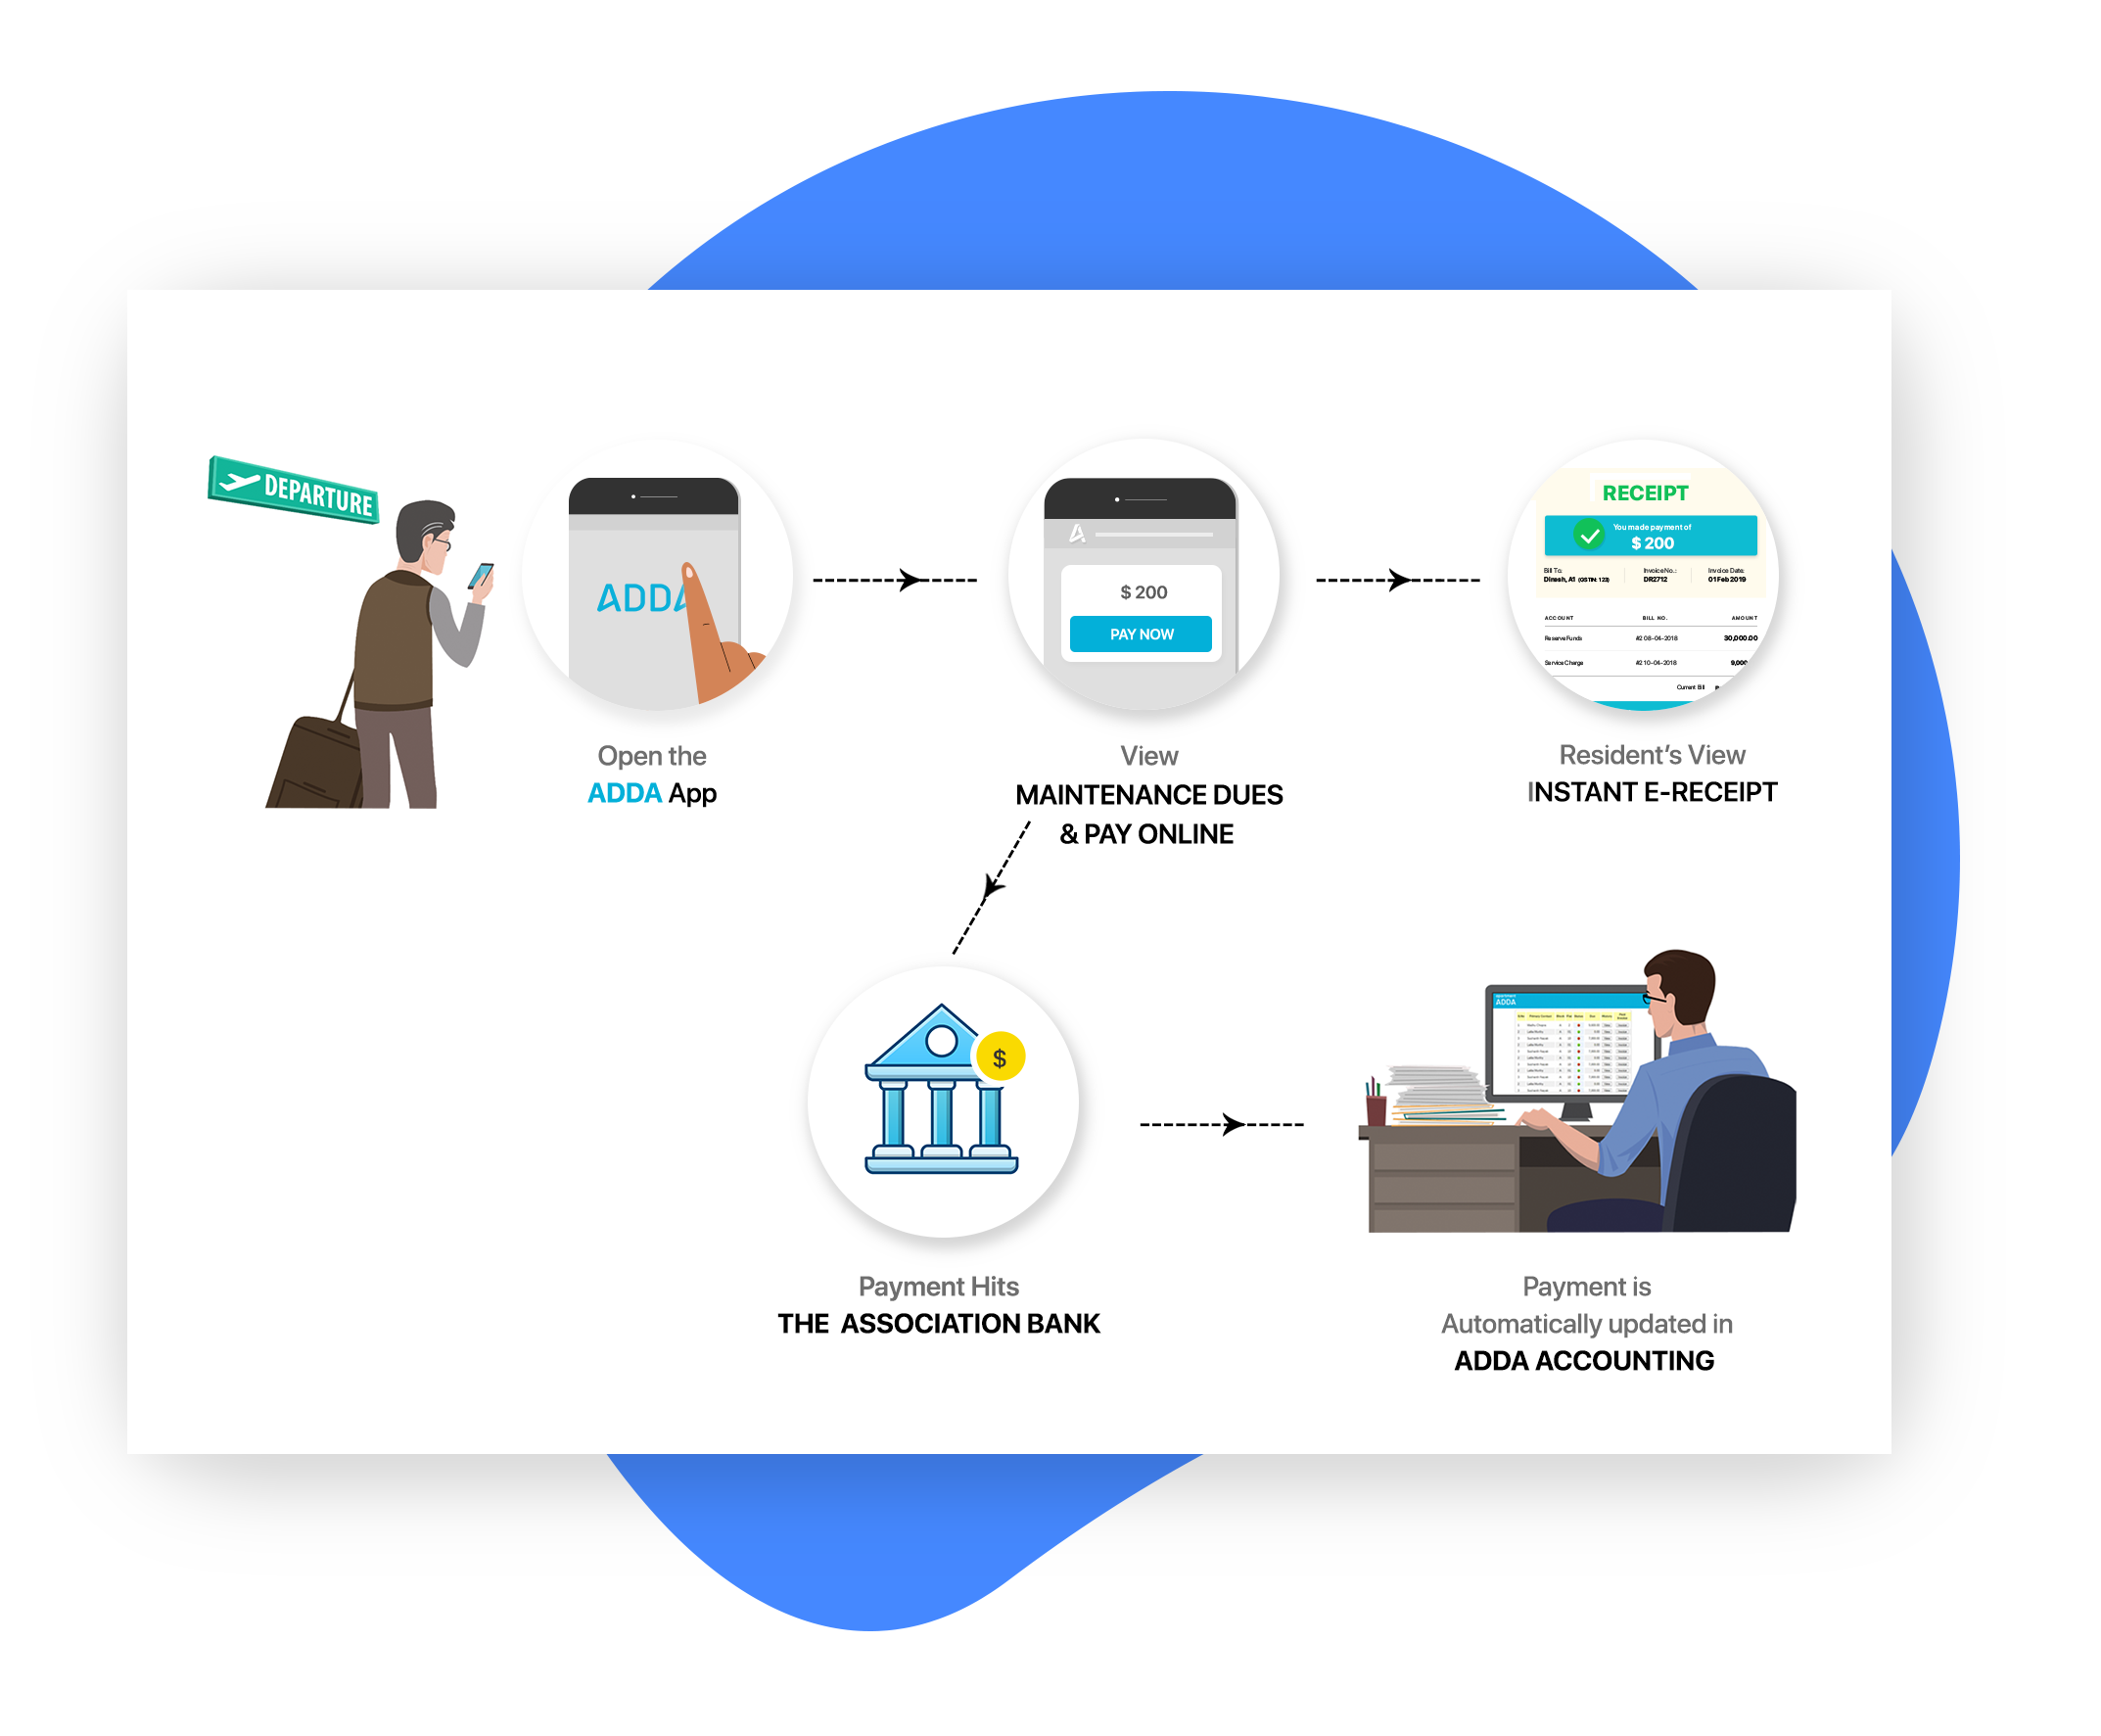 DEPARTURE
ADDA
Open the
ADDA App
$ 200
PAY NOW
View
MAINTENANCE DUES
& PAY ONLINE
RECEIPT
You made payment of
$ 200
Bill To: Invoice No.: Invoice Date:
Dinesh, A1 (GSTIN: 123) DR2712 01 Feb 2019
ACCOUNT BILL NO. AMOUNT
Reserve Funds #2 08-04-2018 30,000.00
Service Charge #2 10-04-2018 9,000
Current Bill
Resident's View
INSTANT E-RECEIPT
$
Payment Hits
THE ASSOCIATION BANK
ADDA
Payment is
Automatically updated in
ADDA ACCOUNTING